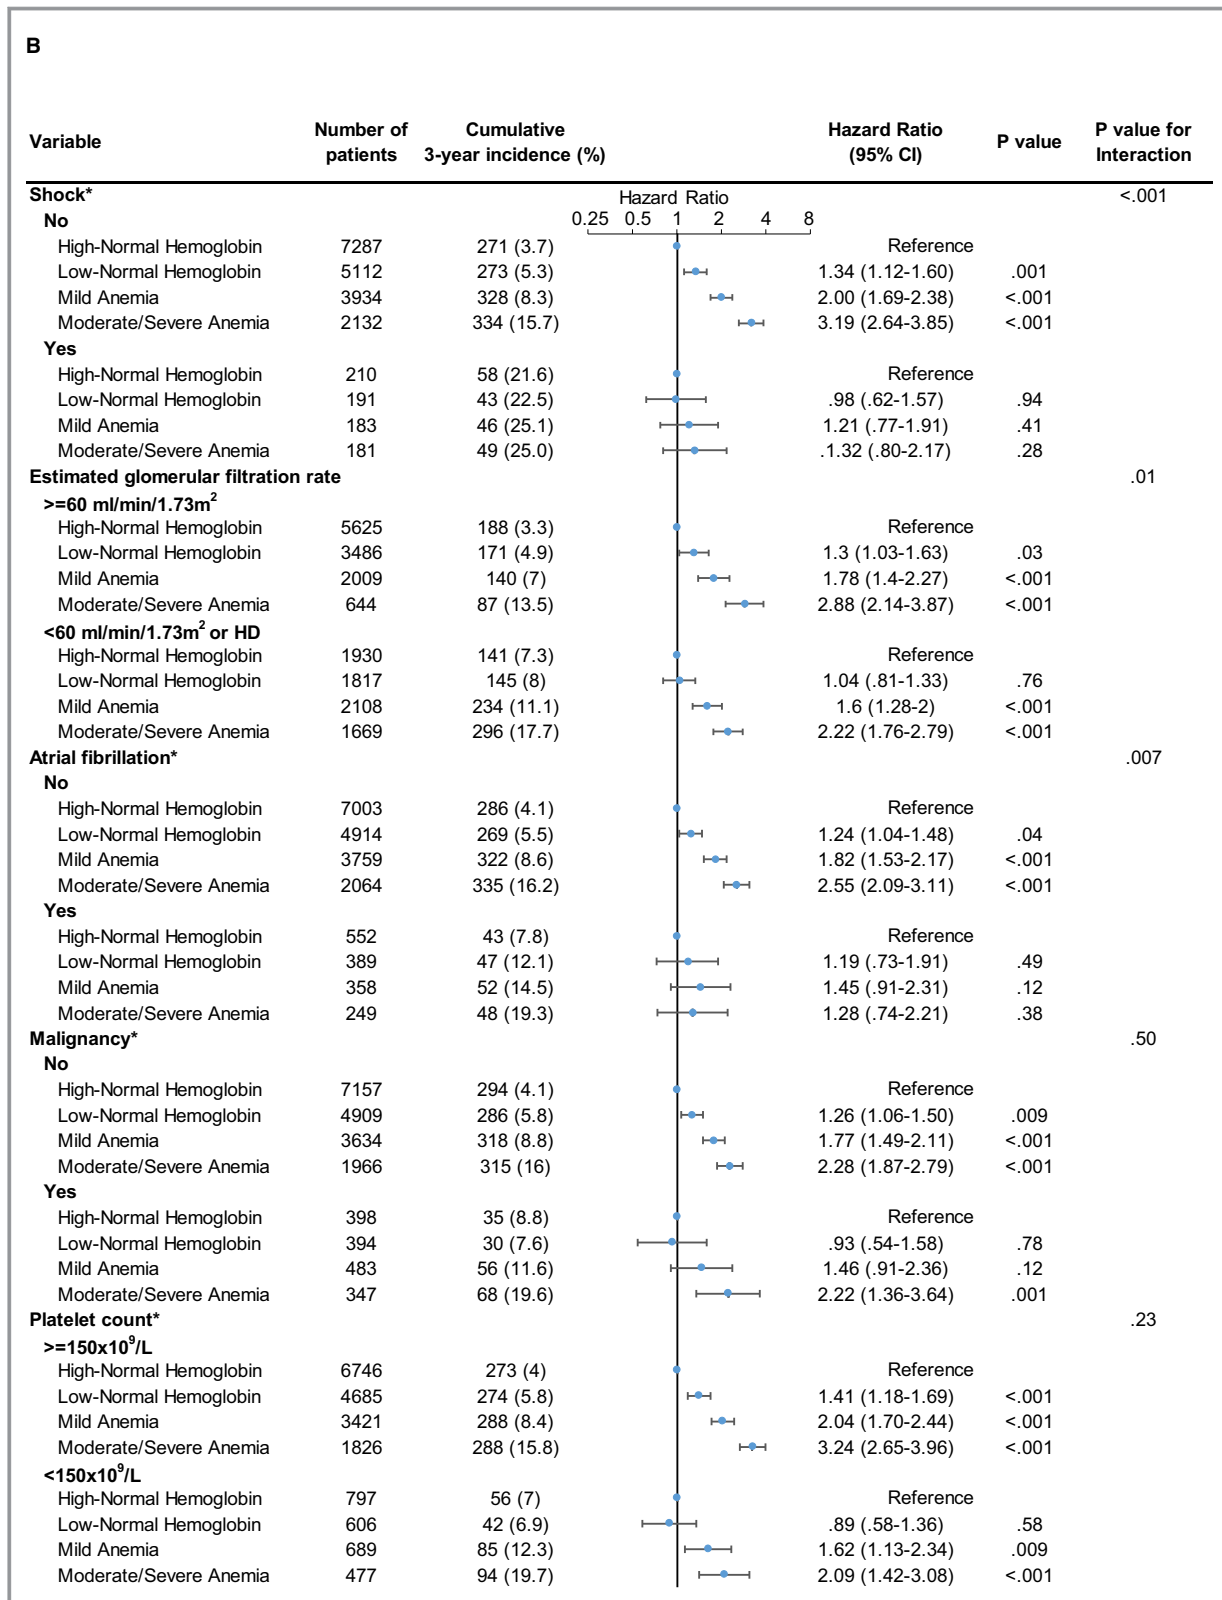 B
Variable Number of patients Cumulative 3-year incidence (%) Hazard Ratio (95% CI) P value P value for Interaction
Shock* Hazard Ratio <.001
No 0.25 0.5 1 2 4 8
High-Normal Hemoglobin 7287 271 (3.7) Reference
Low-Normal Hemoglobin 5112 273 (5.3) 1.34 (1.12-1.60) .001
Mild Anemia 3934 328 (8.3) 2.00 (1.69-2.38) <.001
Moderate/Severe Anemia 2132 334 (15.7) 3.19 (2.64-3.85) <.001
Yes
High-Normal Hemoglobin 210 58 (21.6) Reference
Low-Normal Hemoglobin 191 43 (22.5) .98 (.62-1.57) .94
Mild Anemia 183 46 (25.1) 1.21 (.77-1.91) .41
Moderate/Severe Anemia 181 49 (25.0) .1.32 (.80-2.17) .28
Estimated glomerular filtration rate .01
>=60 ml/min/1.73m²
High-Normal Hemoglobin 5625 188 (3.3) Reference
Low-Normal Hemoglobin 3486 171 (4.9) 1.3 (1.03-1.63) .03
Mild Anemia 2009 140 (7) 1.78 (1.4-2.27) <.001
Moderate/Severe Anemia 644 87 (13.5) 2.88 (2.14-3.87) <.001
<60 ml/min/1.73m² or HD
High-Normal Hemoglobin 1930 141 (7.3) Reference
Low-Normal Hemoglobin 1817 145 (8) 1.04 (.81-1.33) .76
Mild Anemia 2108 234 (11.1) 1.6 (1.28-2) <.001
Moderate/Severe Anemia 1669 296 (17.7) 2.22 (1.76-2.79) <.001
Atrial fibrillation* .007
No
High-Normal Hemoglobin 7003 286 (4.1) Reference
Low-Normal Hemoglobin 4914 269 (5.5) 1.24 (1.04-1.48) .04
Mild Anemia 3759 322 (8.6) 1.82 (1.53-2.17) <.001
Moderate/Severe Anemia 2064 335 (16.2) 2.55 (2.09-3.11) <.001
Yes
High-Normal Hemoglobin 552 43 (7.8) Reference
Low-Normal Hemoglobin 389 47 (12.1) 1.19 (.73-1.91) .49
Mild Anemia 358 52 (14.5) 1.45 (.91-2.31) .12
Moderate/Severe Anemia 249 48 (19.3) 1.28 (.74-2.21) .38
Malignancy* .50
No
High-Normal Hemoglobin 7157 294 (4.1) Reference
Low-Normal Hemoglobin 4909 286 (5.8) 1.26 (1.06-1.50) .009
Mild Anemia 3634 318 (8.8) 1.77 (1.49-2.11) <.001
Moderate/Severe Anemia 1966 315 (16) 2.28 (1.87-2.79) <.001
Yes
High-Normal Hemoglobin 398 35 (8.8) Reference
Low-Normal Hemoglobin 394 30 (7.6) .93 (.54-1.58) .78
Mild Anemia 483 56 (11.6) 1.46 (.91-2.36) .12
Moderate/Severe Anemia 347 68 (19.6) 2.22 (1.36-3.64) .001
Platelet count* .23
>=150x10⁹/L
High-Normal Hemoglobin 6746 273 (4) Reference
Low-Normal Hemoglobin 4685 274 (5.8) 1.41 (1.18-1.69) <.001
Mild Anemia 3421 288 (8.4) 2.04 (1.70-2.44) <.001
Moderate/Severe Anemia 1826 288 (15.8) 3.24 (2.65-3.96) <.001
<150x10⁹/L
High-Normal Hemoglobin 797 56 (7) Reference
Low-Normal Hemoglobin 606 42 (6.9) .89 (.58-1.36) .58
Mild Anemia 689 85 (12.3) 1.62 (1.13-2.34) .009
Moderate/Severe Anemia 477 94 (19.7) 2.09 (1.42-3.08) <.001